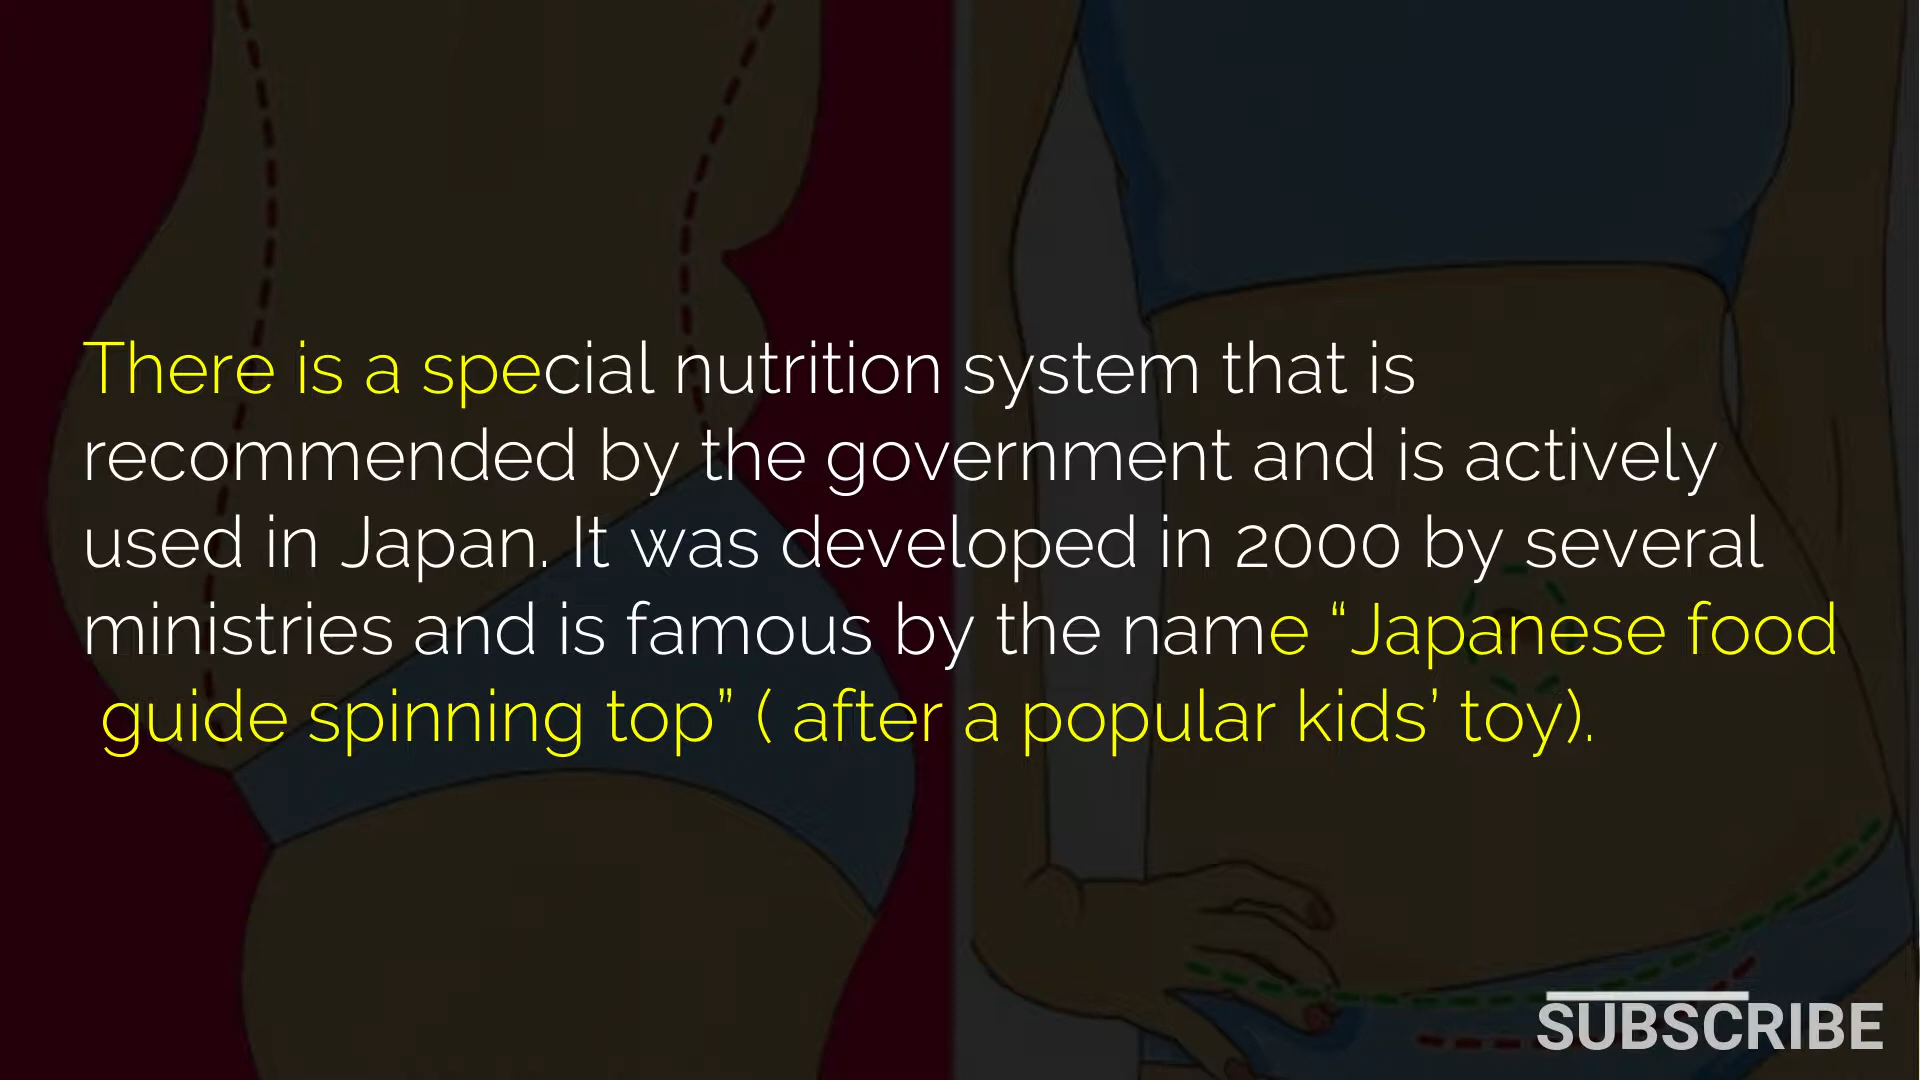 There is a special nutrition system that is
recommended by the government and is actively
used in Japan. It was developed in 2000 by several
ministries and is famous by the name “Japanese food
guide spinning top” ( after a popular kids’ toy).
SUBSCRIBE